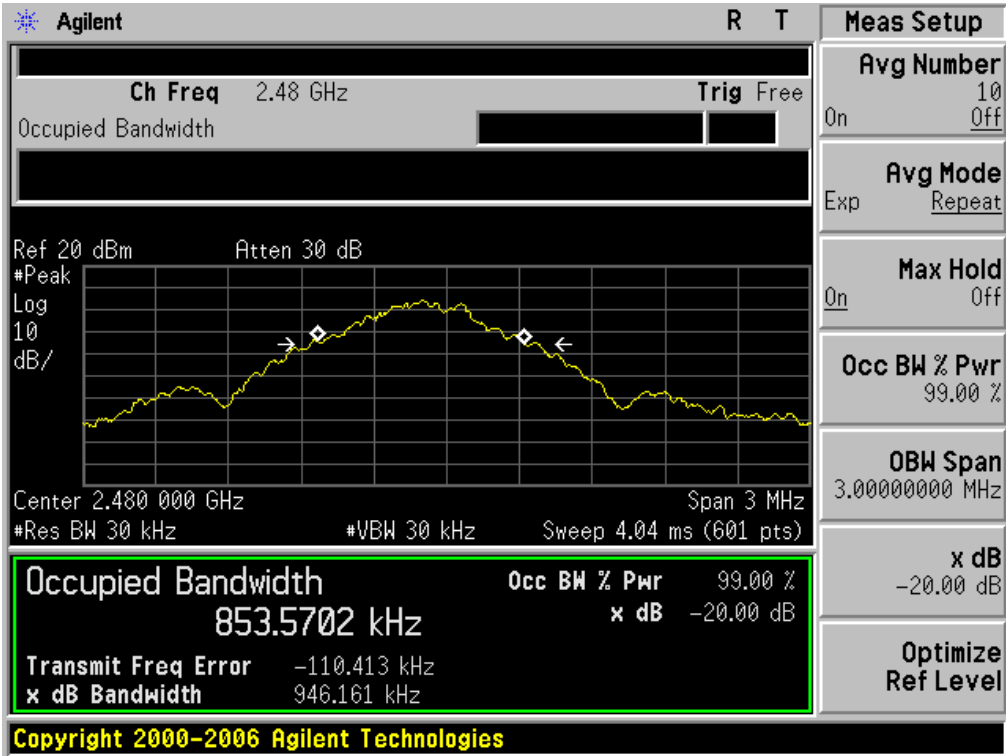 Agilent R T
Ch Freq 2.48 GHz Trig Free
Occupied Bandwidth
Ref 20 dBm Atten 30 dB
#Peak
Log
10
dB/
Center 2.480 000 GHz Span 3 MHz
#Res BW 30 kHz #VBW 30 kHz Sweep 4.04 ms (601 pts)
Occupied Bandwidth
853.5702 kHz
Occ BW % Pwr 99.00 %
x dB -20.00 dB
Transmit Freq Error -110.413 kHz
x dB Bandwidth 946.161 kHz
Copyright 2000-2006 Agilent Technologies
Meas Setup
Avg Number
10
On Off
Avg Mode
Exp Repeat
Max Hold
On Off
Occ BW % Pwr
99.00 %
OBW Span
3.00000000 MHz
x dB
-20.00 dB
Optimize
Ref Level